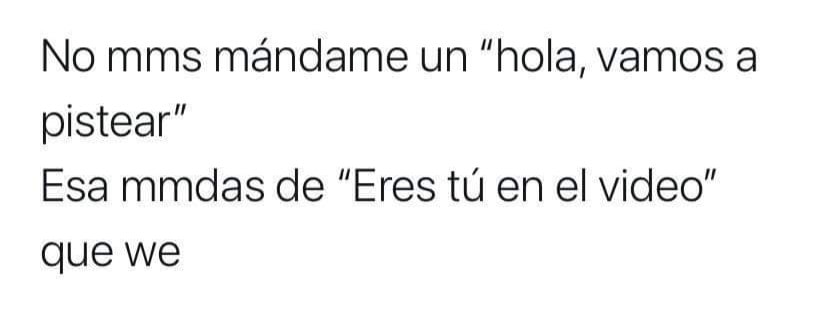 No mms mándame un "hola, vamos a
pistear"
Esa mmdas de "Eres tú en el video"
que we